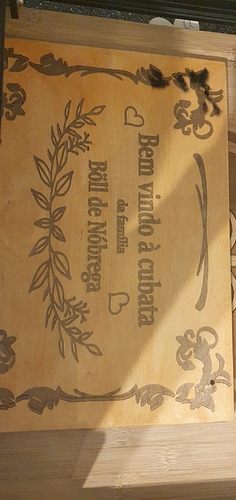 Bem vindo à cubata
da família
Böll de Nóbrega